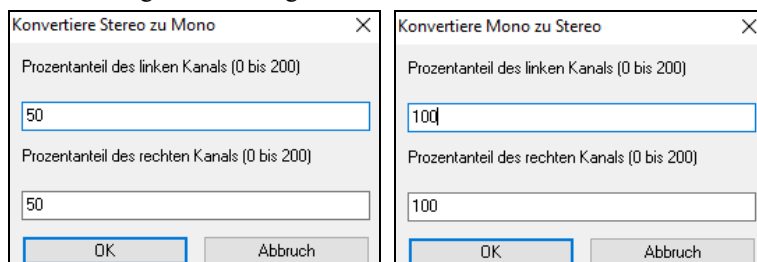 Konvertiere Stereo zu Mono
Prozentanteil des linken Kanals (0 bis 200)
50
Prozentanteil des rechten Kanals (0 bis 200)
50
OK Abbruch
Konvertiere Mono zu Stereo
Prozentanteil des linken Kanals (0 bis 200)
100
Prozentanteil des rechten Kanals (0 bis 200)
100
OK Abbruch